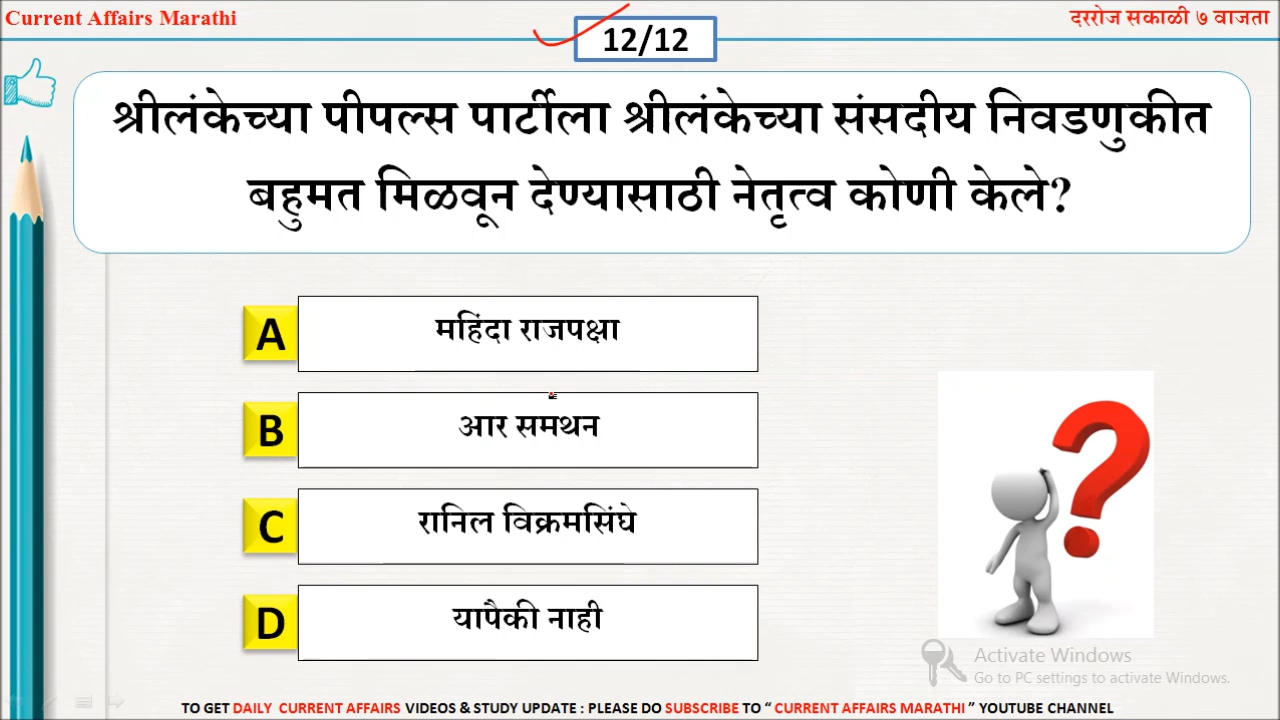 Current Affairs Marathi
दररोज सकाळी ७ वाजता
12/12
श्रीलंकेच्या पीपल्स पार्टीला श्रीलंकेच्या संसदीय निवडणुकीत
बहुमत मिळवून देण्यासाठी नेतृत्व कोणी केले?
A
महिंदा राजपक्षा
B
आर समथन
C
रानिल विक्रमसिंघे
D
यापैकी नाही
Activate Windows
Go to PC settings to activate Windows.
TO GET DAILY CURRENT AFFAIRS VIDEOS & STUDY UPDATE : PLEASE DO SUBSCRIBE TO “ CURRENT AFFAIRS MARATHI ” YOUTUBE CHANNEL